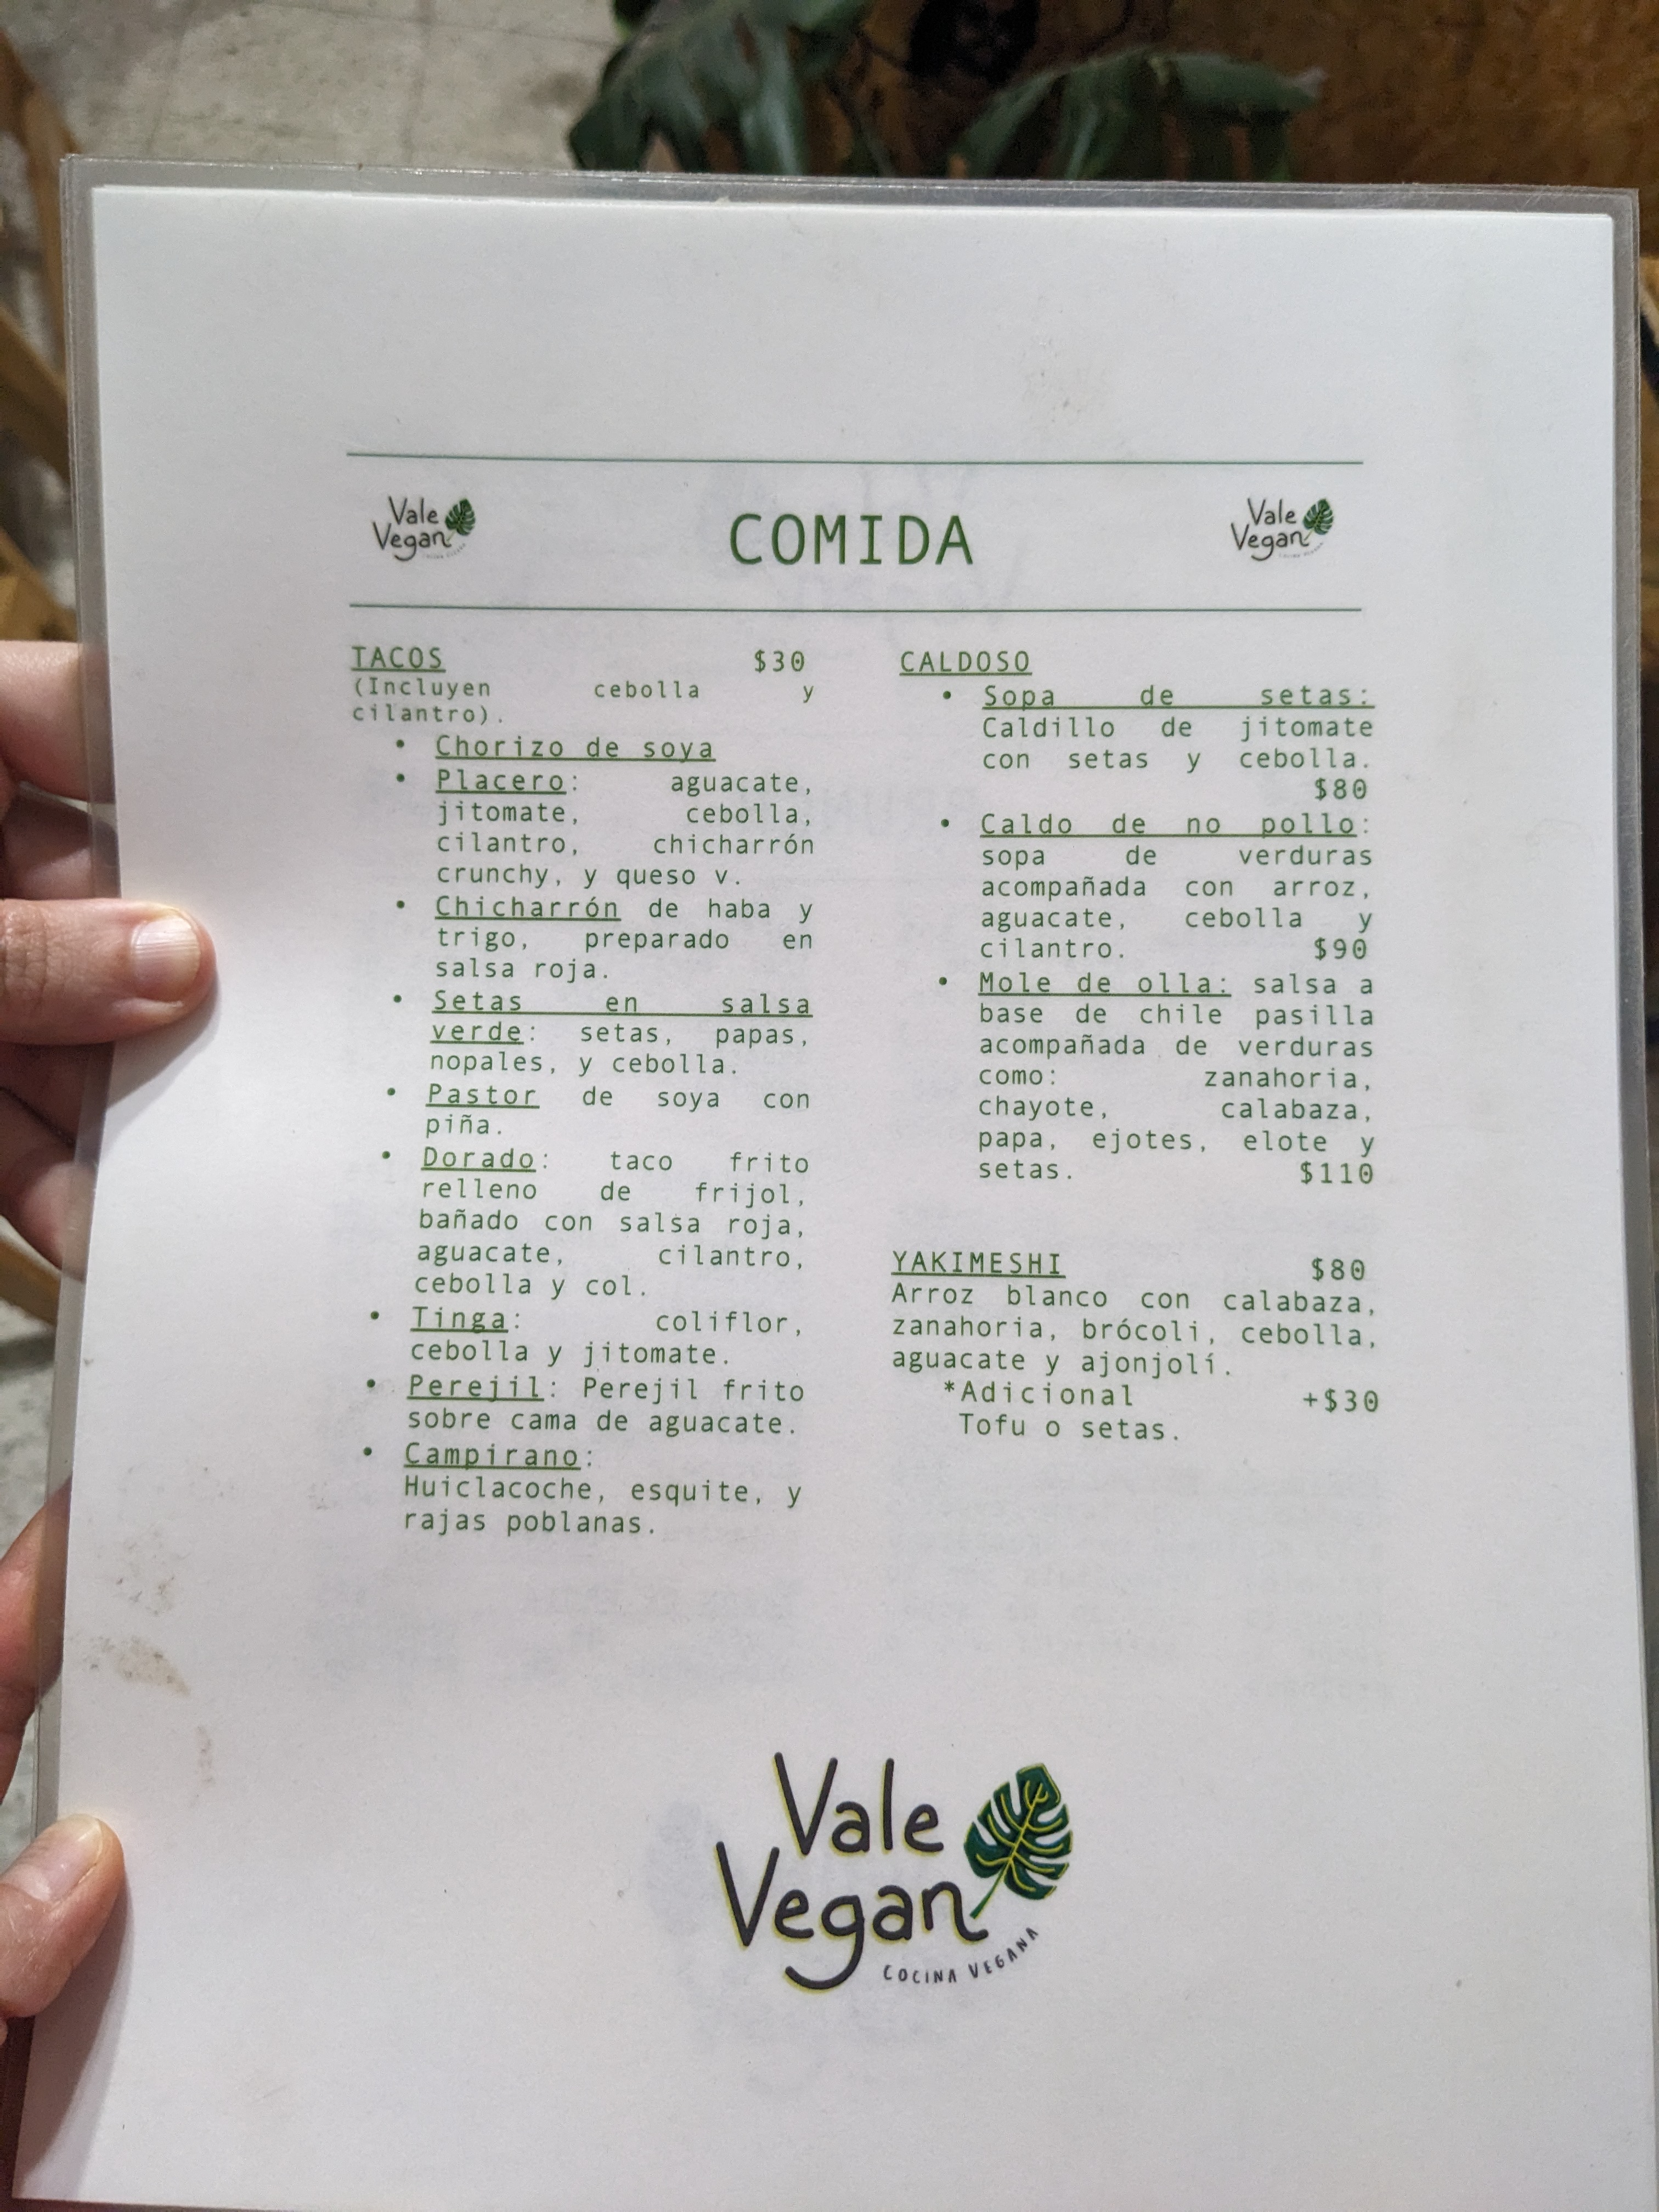 Vale
Vegan
COMIDA
Vale
Vegan
TACOS $30
(Incluyen cebolla y
cilantro).
• Chorizo de soya
• Placero: aguacate,
jitomate, cebolla,
cilantro, chicharrón
crunchy, y queso v.
• Chicharrón de haba y
trigo, preparado en
salsa roja.
• Setas en salsa
verde: setas, papas,
nopales, y cebolla.
• Pastor de soya con
piña.
• Dorado: taco frito
relleno de frijol,
bañado con salsa roja,
aguacate, cilantro,
cebolla y col.
• Tinga: coliflor,
cebolla y jitomate.
• Perejil: Perejil frito
sobre cama de aguacate.
• Campirano:
Huiclacoche, esquite, y
rajas poblanas.
CALDOSO
• Sopa de setas:
Caldillo de jitomate
con setas y cebolla.
$80
• Caldo de no pollo:
sopa de verduras
acompañada con arroz,
aguacate, cebolla y
cilantro. $90
• Mole de olla: salsa a
base de chile pasilla
acompañada de verduras
como: zanahoria,
chayote, calabaza,
papa, ejotes, elote y
setas. $110
YAKIMESHI $80
Arroz blanco con calabaza,
zanahoria, brócoli, cebolla,
aguacate y ajonjolí.
*Adicional +$30
Tofu o setas.
Vale
Vegan
COCINA VEGANA